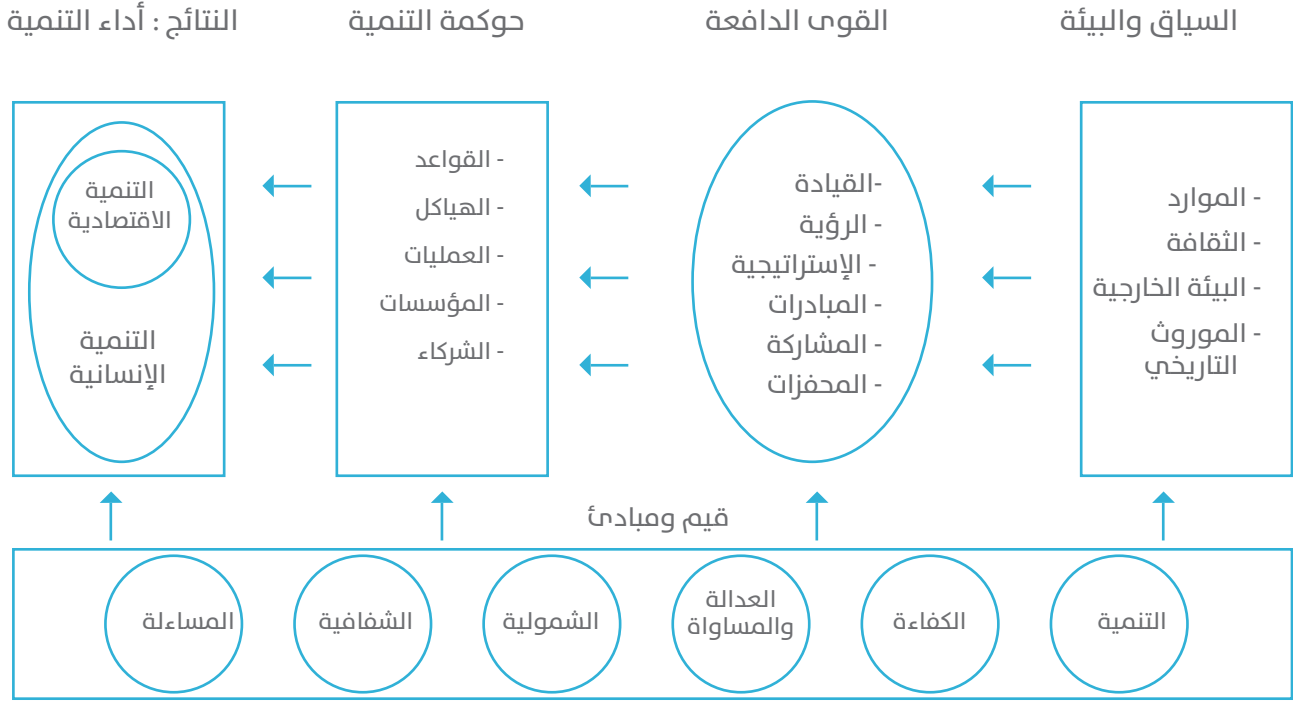 السياق والبيئة
القوى الدافعة
حوكمة التنمية
النتائج : أداء التنمية
- الموارد
- الثقافة
- البيئة الخارجية
- الموروث
التاريخي
-القيادة
- الرؤية
- الإستراتيجية
- المبادرات
- المشاركة
- المحفزات
- القواعد
- الهياكل
- العمليات
- المؤسسات
- الشركاء
التنمية
الاقتصادية
التنمية
الإنسانية
قيم ومبادئ
التنمية
الكفاءة
العدالة
والمساواة
الشمولية
الشفافية
المساءلة